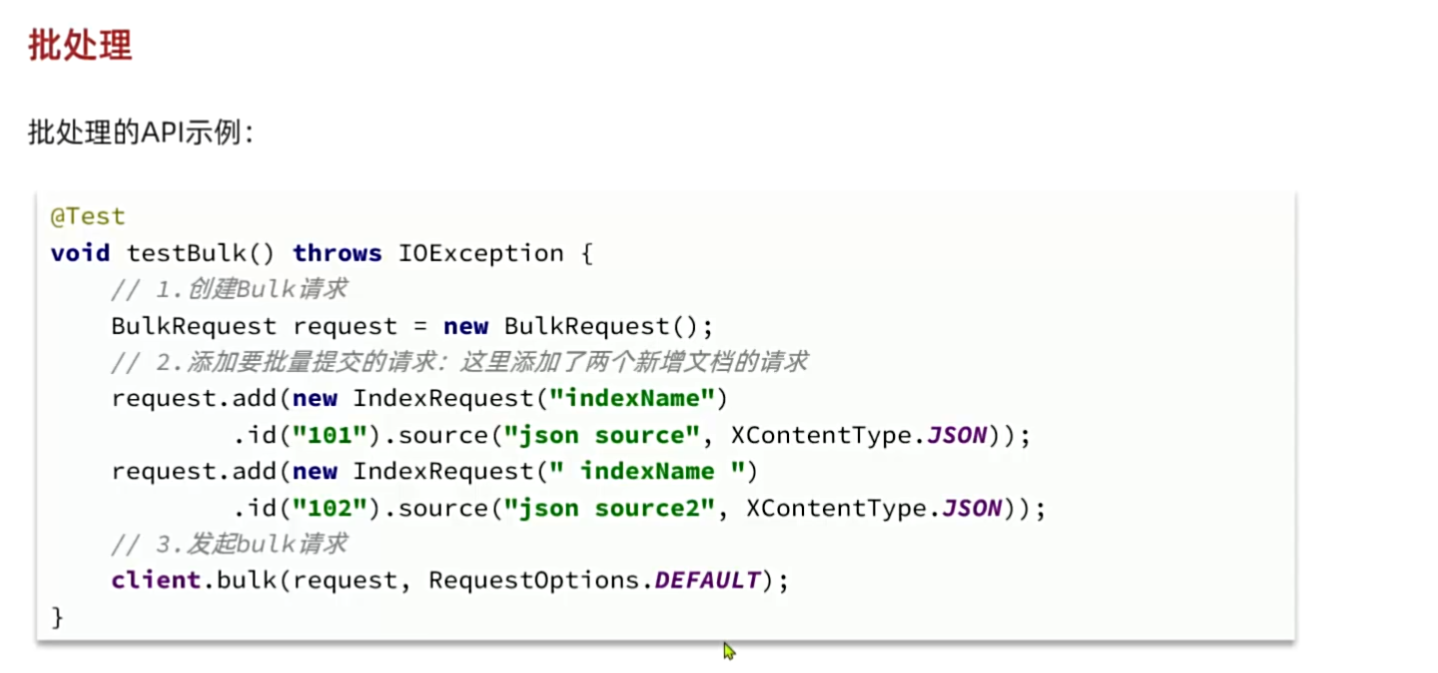 批处理
批处理的API示例：
@Test
void testBulk() throws IOException {
    // 1.创建Bulk请求
    BulkRequest request = new BulkRequest();
    // 2.添加要批量提交的请求：这里添加了两个新增文档的请求
    request.add(new IndexRequest("indexName")
            .id("101").source("json source", XContentType.JSON));
    request.add(new IndexRequest(" indexName ")
            .id("102").source("json source2", XContentType.JSON));
    // 3.发起bulk请求
    client.bulk(request, RequestOptions.DEFAULT);
}